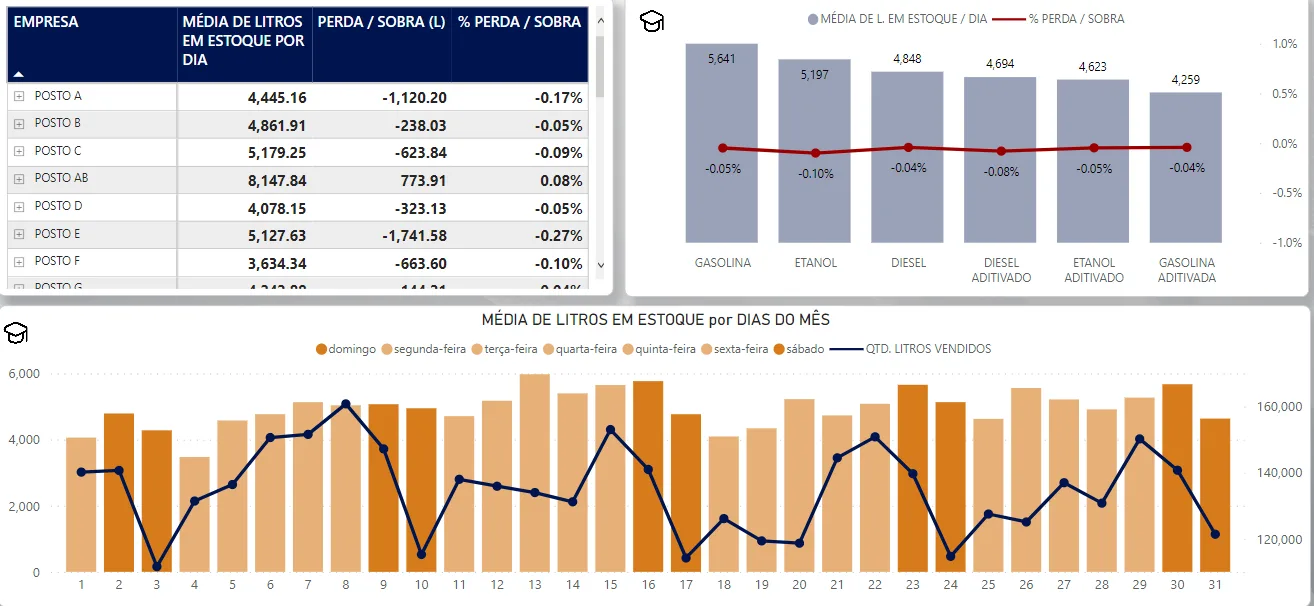 EMPRESA MÉDIA DE LITROS EM ESTOQUE POR DIA PERDA / SOBRA (L) % PERDA / SOBRA
POSTO A 4,445.16 -1,120.20 -0.17%
POSTO B 4,861.91 -238.03 -0.05%
POSTO C 5,179.25 -623.84 -0.09%
POSTO AB 8,147.84 773.91 0.08%
POSTO D 4,078.15 -323.13 -0.05%
POSTO E 5,127.63 -1,741.58 -0.27%
POSTO F 3,634.34 -663.60 -0.10%
POSTO G
MÉDIA DE L. EM ESTOQUE / DIA % PERDA / SOBRA
5,641 5,197 4,848 4,694 4,623 4,259
1.0%
0.5%
0.0%
-0.5%
-1.0%
-0.05% -0.10% -0.04% -0.08% -0.05% -0.04%
GASOLINA ETANOL DIESEL DIESEL ADITIVADO ETANOL ADITIVADO GASOLINA ADITIVADA
MÉDIA DE LITROS EM ESTOQUE por DIAS DO MÊS
domingo segunda-feira terça-feira quarta-feira quinta-feira sexta-feira sábado QTD. LITROS VENDIDOS
6,000
4,000
2,000
0
160,000
140,000
120,000
1 2 3 4 5 6 7 8 9 10 11 12 13 14 15 16 17 18 19 20 21 22 23 24 25 26 27 28 29 30 31